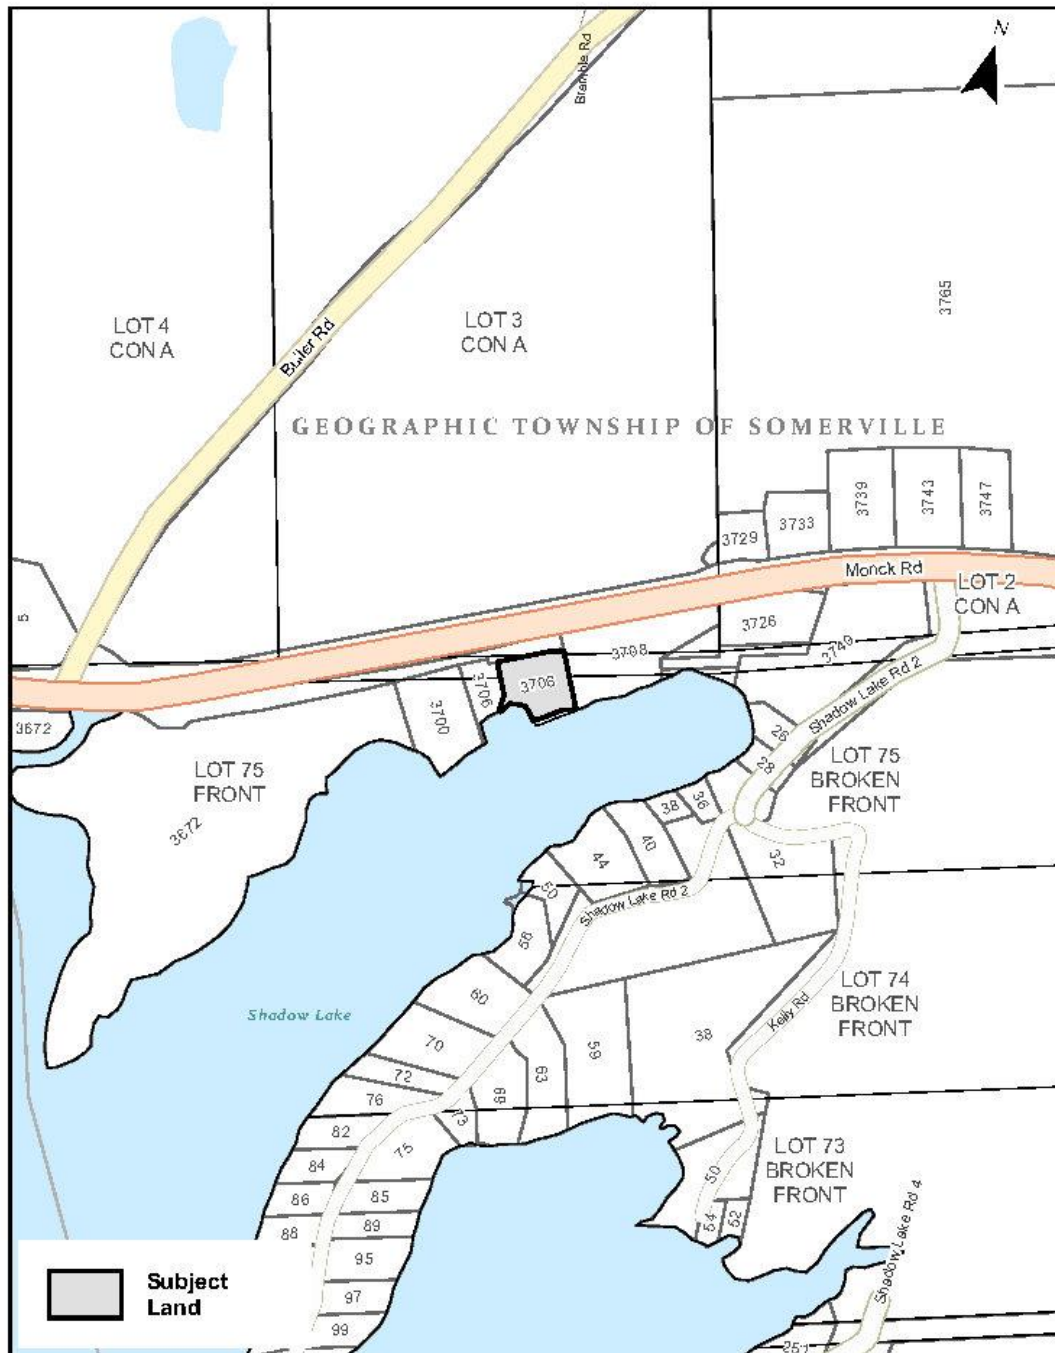 N
Bramble Rd
3765
LOT 4
CON A
LOT 3
CON A
Butler Rd
GEOGRAPHIC TOWNSHIP OF SOMERVILLE
3739
3743
3747
3733
3729
Monck Rd
LOT 2
CON A
5
3726
3708
3740
3706
3706
3700
3672
Shadow Lake Rd 2
26
28
LOT 75
BROKEN
FRONT
LOT 75
FRONT
3672
38
36
40
44
32
50
Shadow Lake Rd 2
58
60
LOT 74
BROKEN
FRONT
Shadow Lake
Kelly Rd
38
59
70
63
72
69
76
73
82
75
LOT 73
BROKEN
FRONT
84
50
86
85
88
89
54
52
95
Shadow Lake Rd 4
97
99
Subject
Land